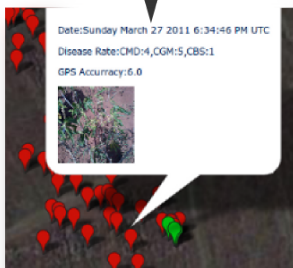 Date:Sunday March 27 2011 6:34:46 PM UTC
Disease Rate:CMD:4,CGM:5,CBS:1
GPS Accurracy:6.0